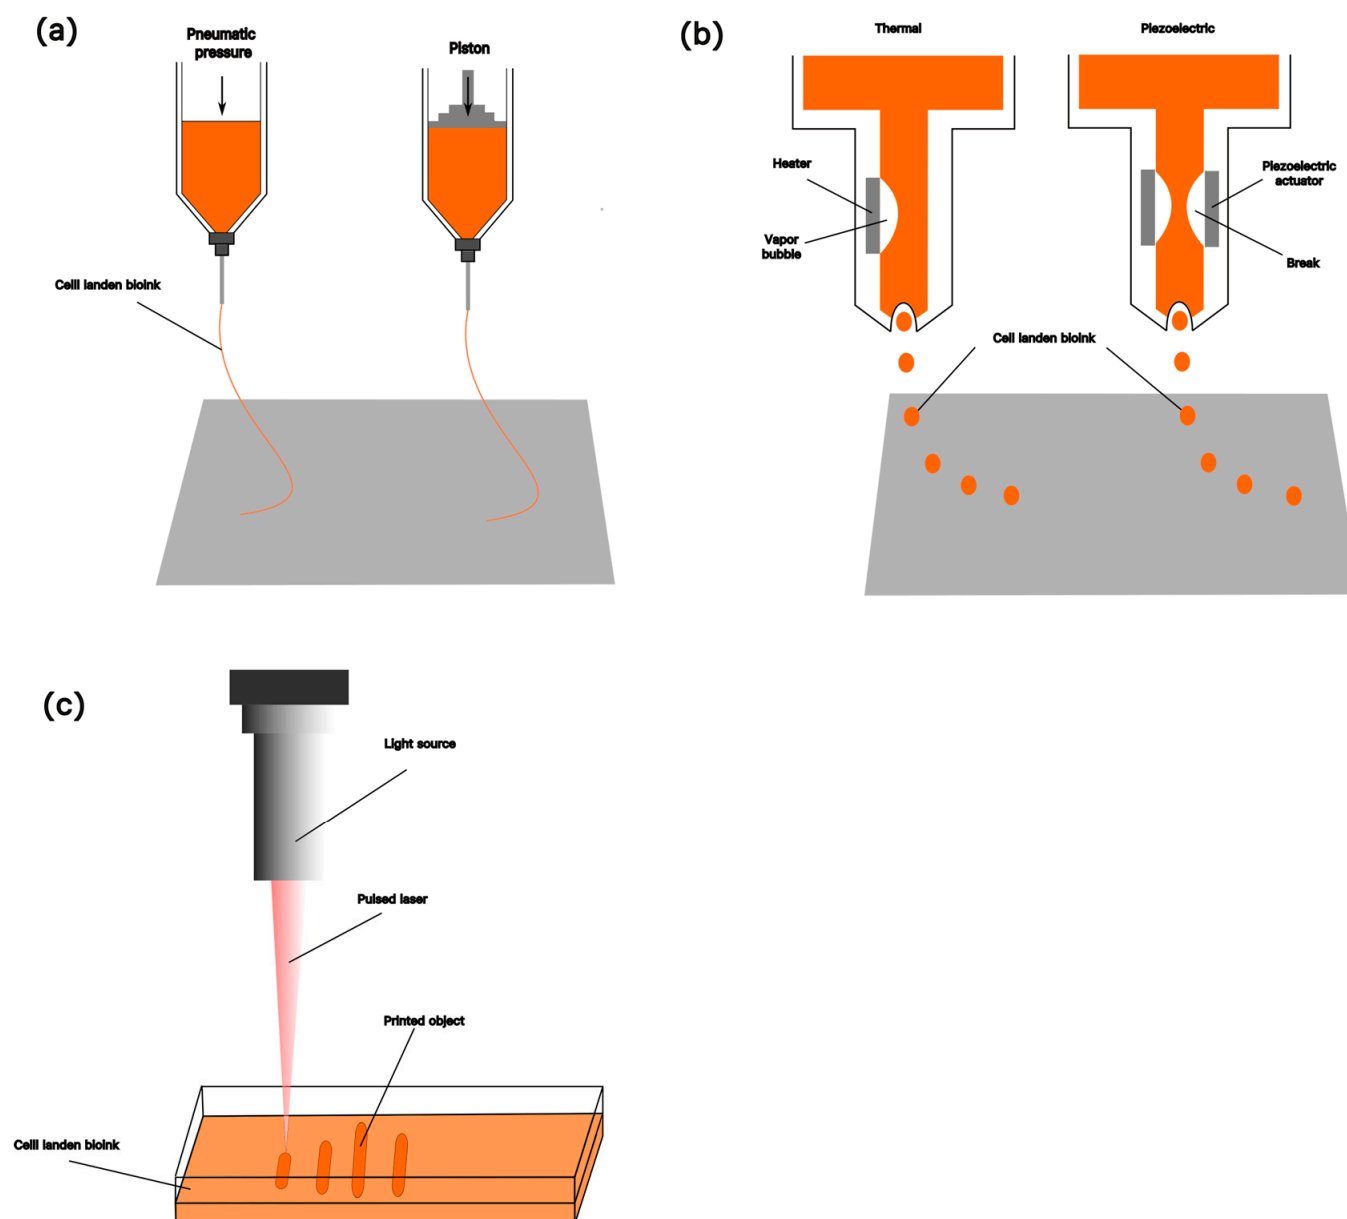 (a)
Pneumatic
pressure
Piston
Celll landen bioink
(b)
Thermal
Piezoelectric
Heater
Vapor
bubble
Piezoelectric
actuator
Break
Cell landen bioink
(c)
Light source
Pulsed laser
Printed object
Celll landen bioink